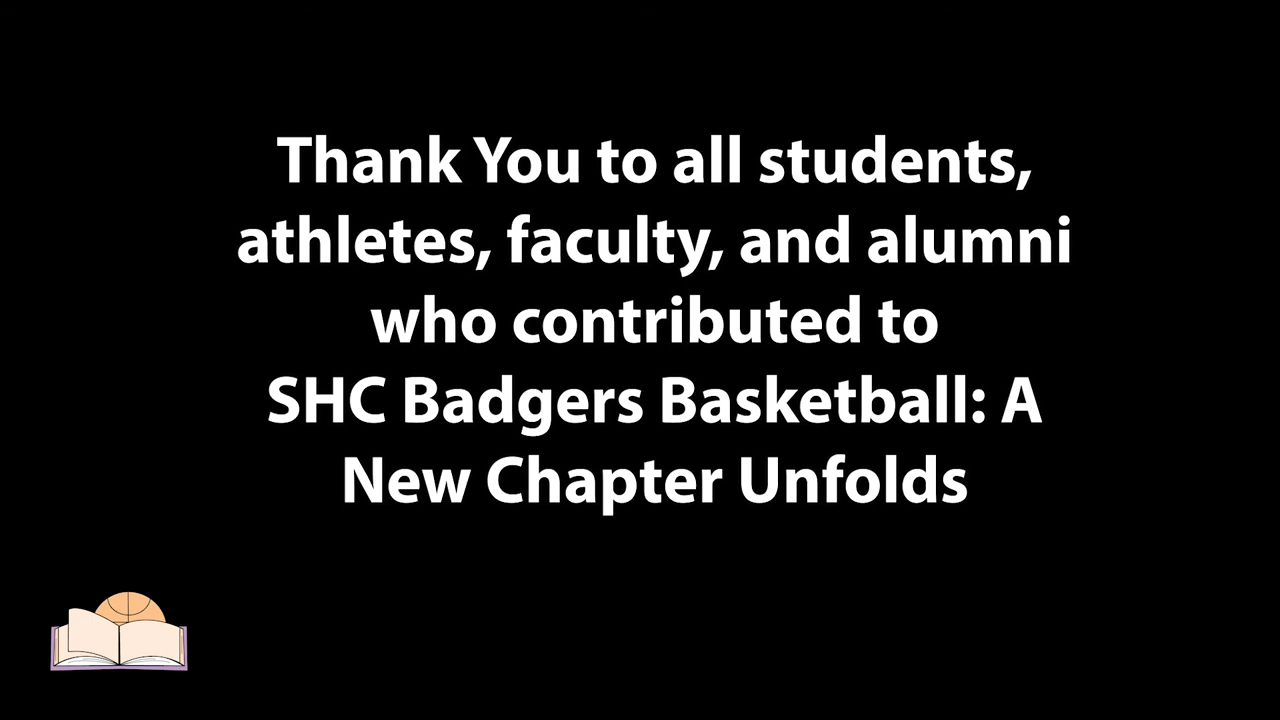 Thank You to all students,
athletes, faculty, and alumni
who contributed to
SHC Badgers Basketball: A
New Chapter Unfolds